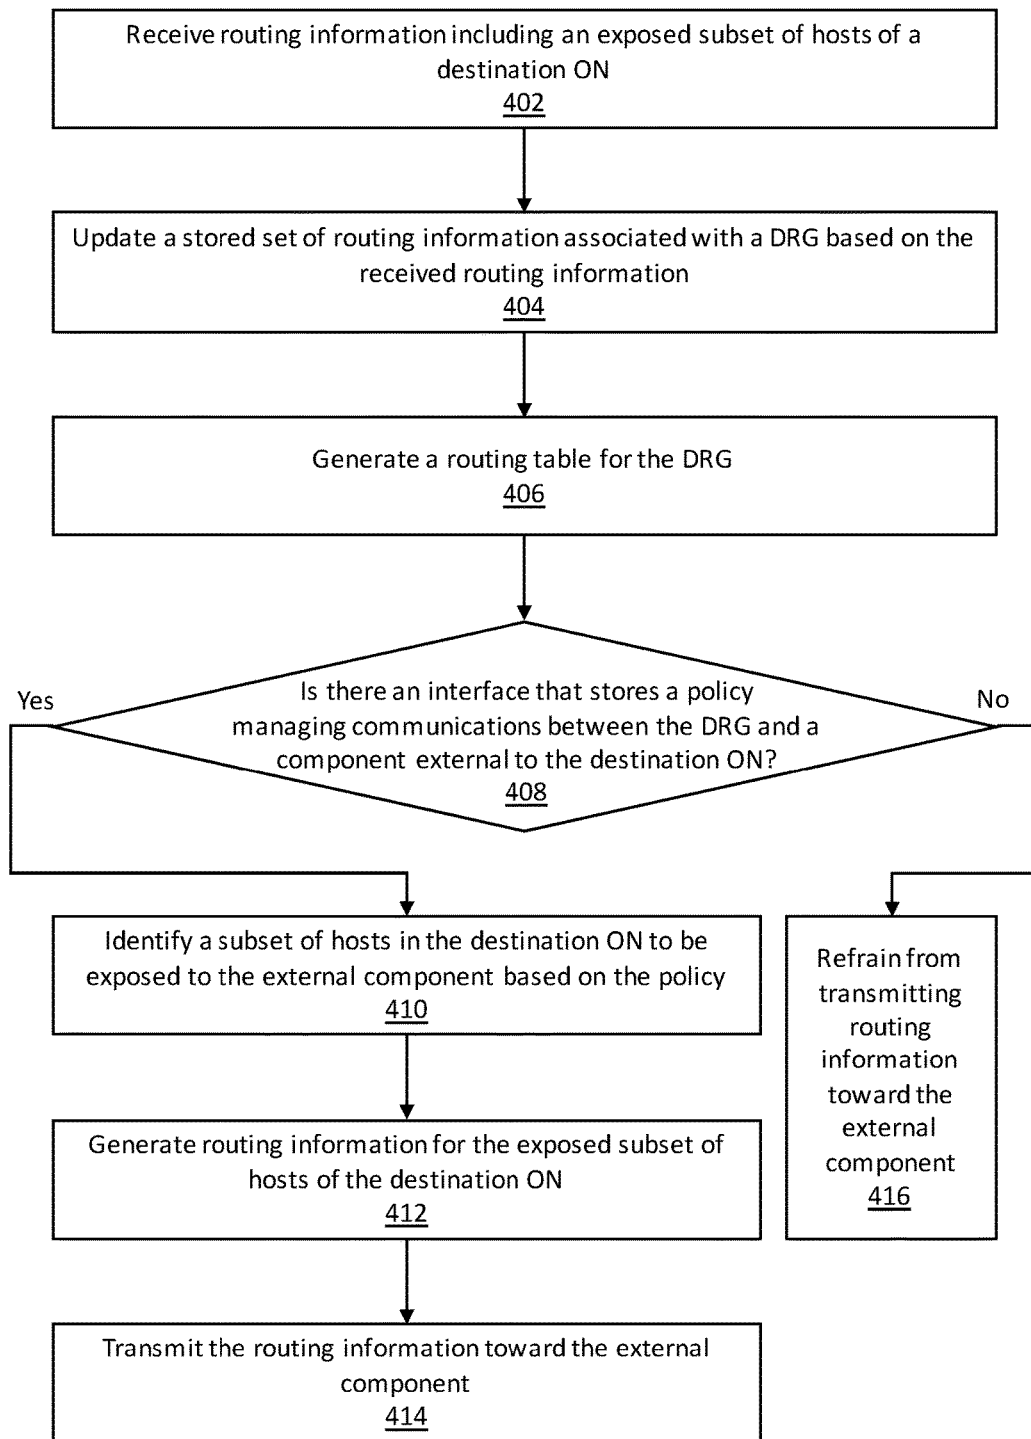 Receive routing information including an exposed subset of hosts of a
destination ON
402
Update a stored set of routing information associated with a DRG based on the
received routing information
404
Generate a routing table for the DRG
406
Is there an interface that stores a policy
managing communications between the DRG and a
component external to the destination ON?
408
Yes
No
Identify a subset of hosts in the destination ON to be
exposed to the external component based on the policy
410
Generate routing information for the exposed subset of
hosts of the destination ON
412
Transmit the routing information toward the external
component
414
Refrain from
transmitting
routing
information
toward the
external
component
416